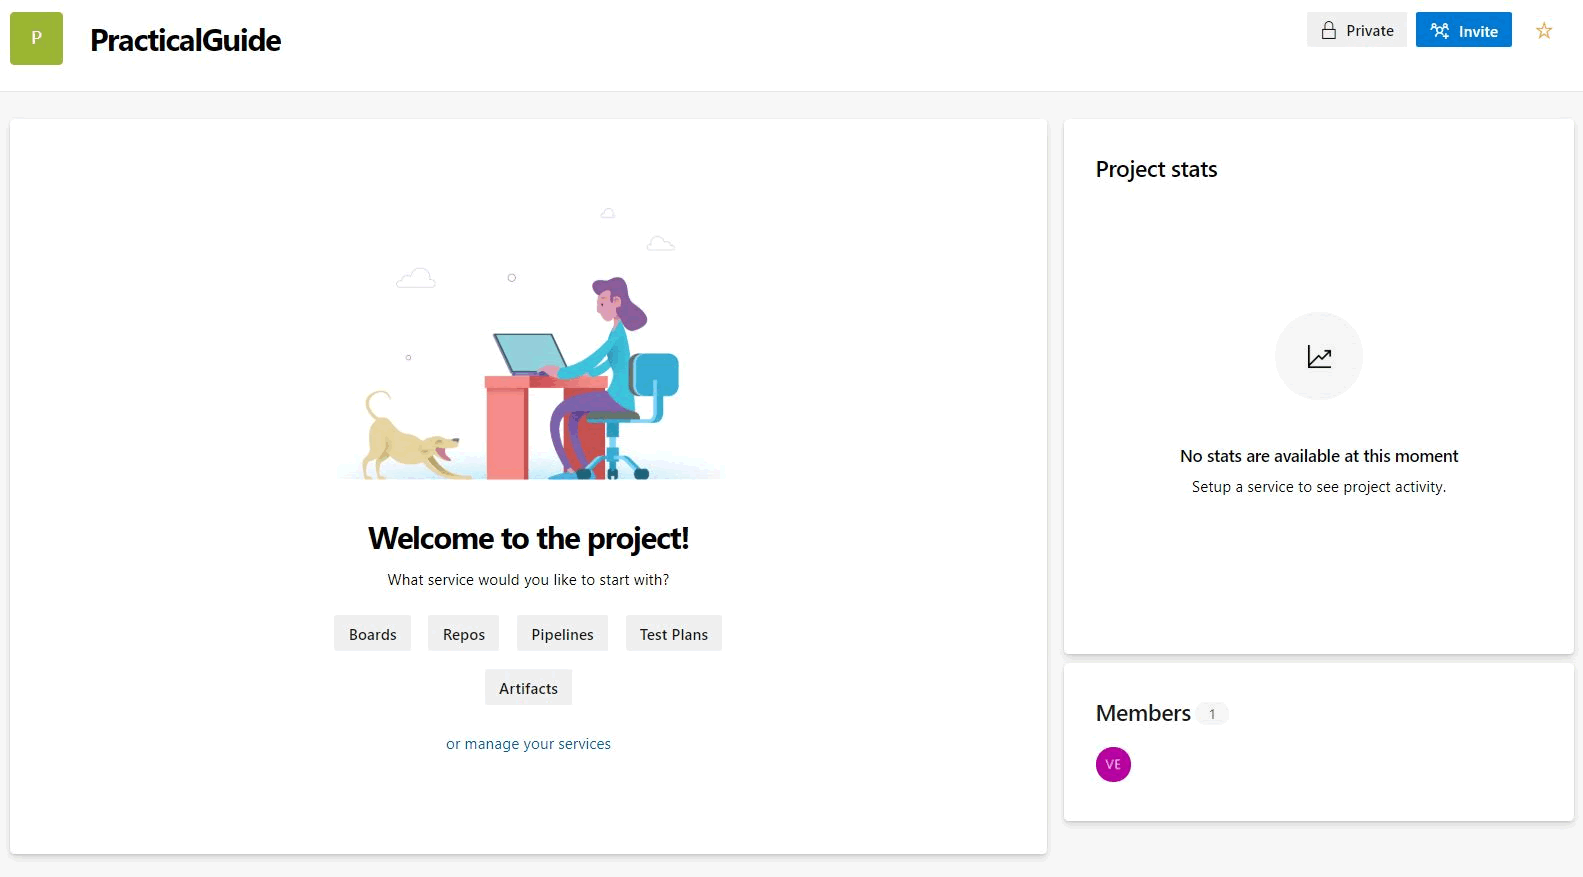 P
PracticalGuide
Private
Invite
Welcome to the project!
What service would you like to start with?
Boards
Repos
Pipelines
Test Plans
Artifacts
or manage your services
Project stats
No stats are available at this moment
Setup a service to see project activity.
Members 1
VE